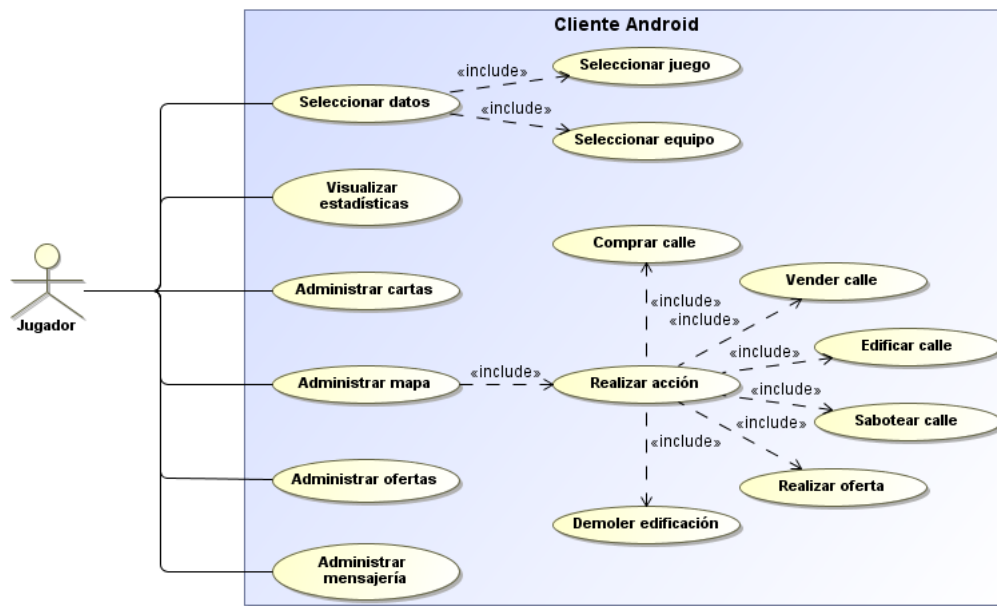 Cliente Android
Seleccionar juego
«include»
Seleccionar datos
«include»
Seleccionar equipo
Visualizar
estadísticas
Comprar calle
Vender calle
Administrar cartas
«include»
«include»
Jugador
Edificar calle
«include»
Administrar mapa
«include»
Realizar acción
«include»
Sabotear calle
«include»
«include»
Administrar ofertas
Realizar oferta
Demoler edificación
Administrar
mensajería